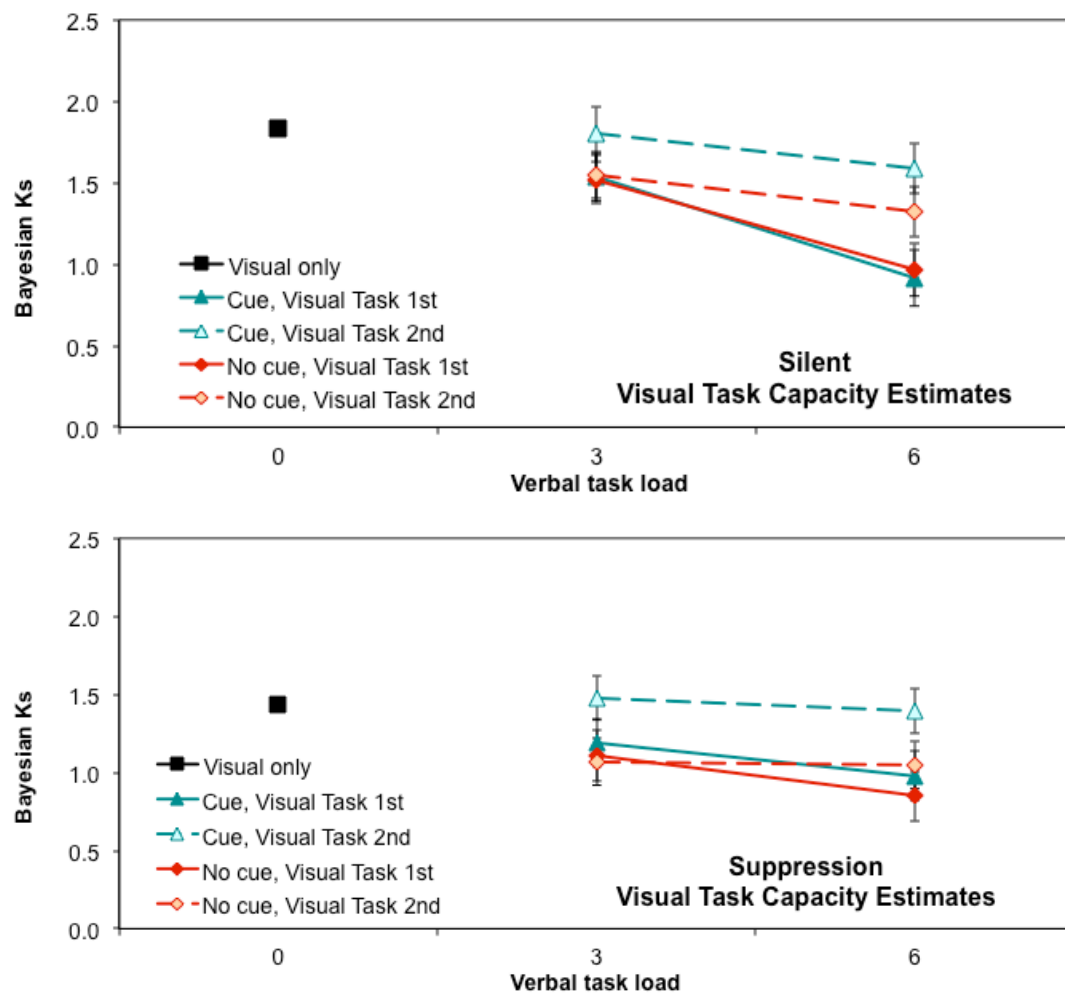 2.5
2.0
1.5
1.0
0.5
0.0
Bayesian Ks
Visual only
Cue, Visual Task 1st
Cue, Visual Task 2nd
No cue, Visual Task 1st
No cue, Visual Task 2nd
Silent
Visual Task Capacity Estimates
0 3 6
Verbal task load
2.5
2.0
1.5
1.0
0.5
0.0
Bayesian Ks
Visual only
Cue, Visual Task 1st
Cue, Visual Task 2nd
No cue, Visual Task 1st
No cue, Visual Task 2nd
Suppression
Visual Task Capacity Estimates
0 3 6
Verbal task load